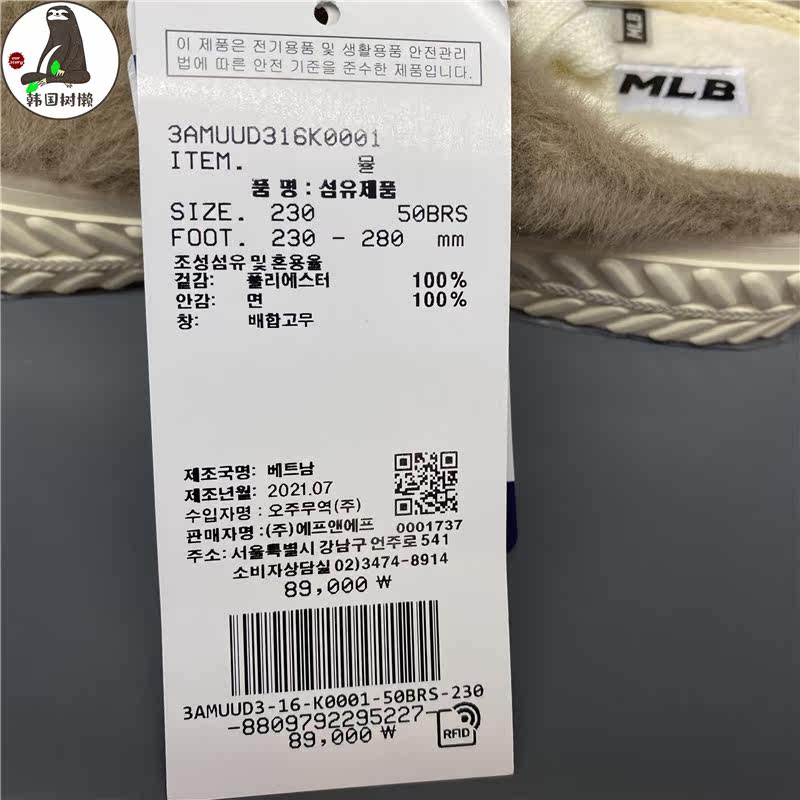 our story
韩国树懒
MLB
MLB
이 제품은 전기용품 및 생활용품 안전관리
법에 따른 안전 기준을 준수한 제품입니다.
3AMUUD316K0001
ITEM. 뮬
품 명 : 섬유제품
SIZE. 230 50BRS
FOOT. 230 - 280 mm
조성섬유 및 혼용율
겉감: 폴리에스터 100%
안감: 면 100%
창: 배합고무
제조국명: 베트남
제조년월: 2021.07
수입자명 : 오주무역(주)
판매자명 : (주)에프앤에프 0001737
주소: 서울특별시 강남구 언주로 541
소비자상담실 02)3474-8914
89,000 ₩
3AMUUD3-16-K0001-50BRS-230
-8809792295227-
89,000 ₩
RFID